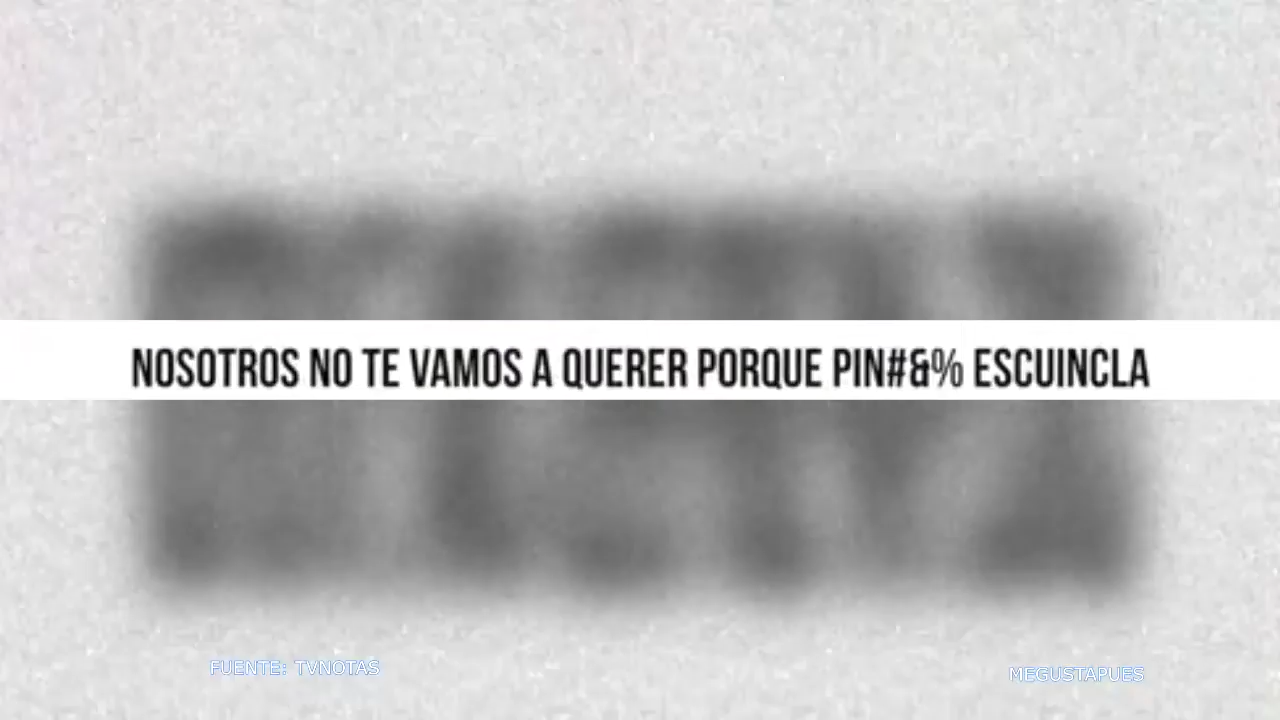 NOSOTROS NO TE VAMOS A QUERER PORQUE PIN#&% ESCUINCLA
FUENTE: TVNOTAS
MEGUSTAPUES